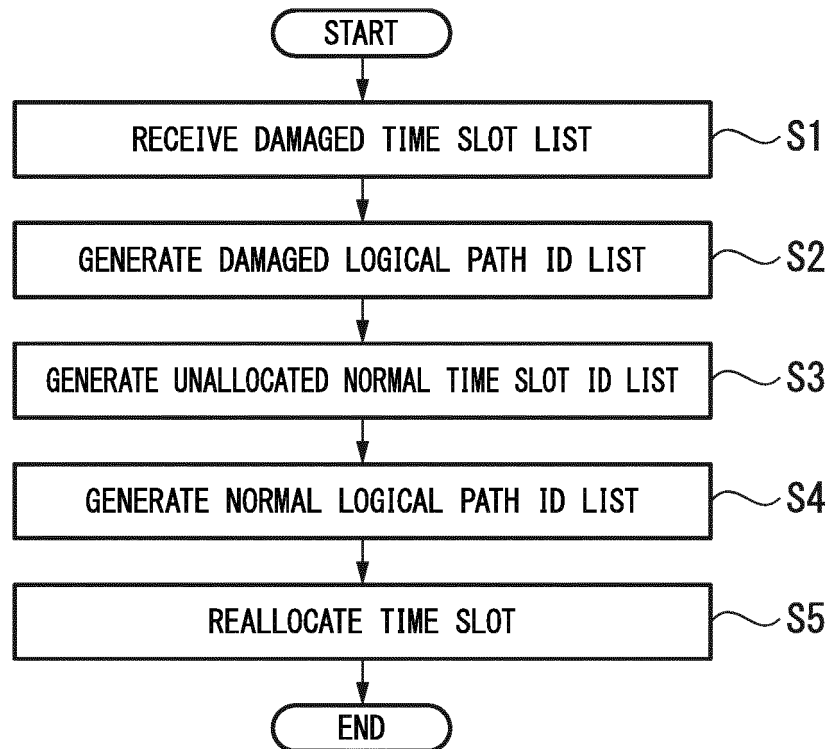 START
RECEIVE DAMAGED TIME SLOT LIST
S1
GENERATE DAMAGED LOGICAL PATH ID LIST
S2
GENERATE UNALLOCATED NORMAL TIME SLOT ID LIST
S3
GENERATE NORMAL LOGICAL PATH ID LIST
S4
REALLOCATE TIME SLOT
S5
END